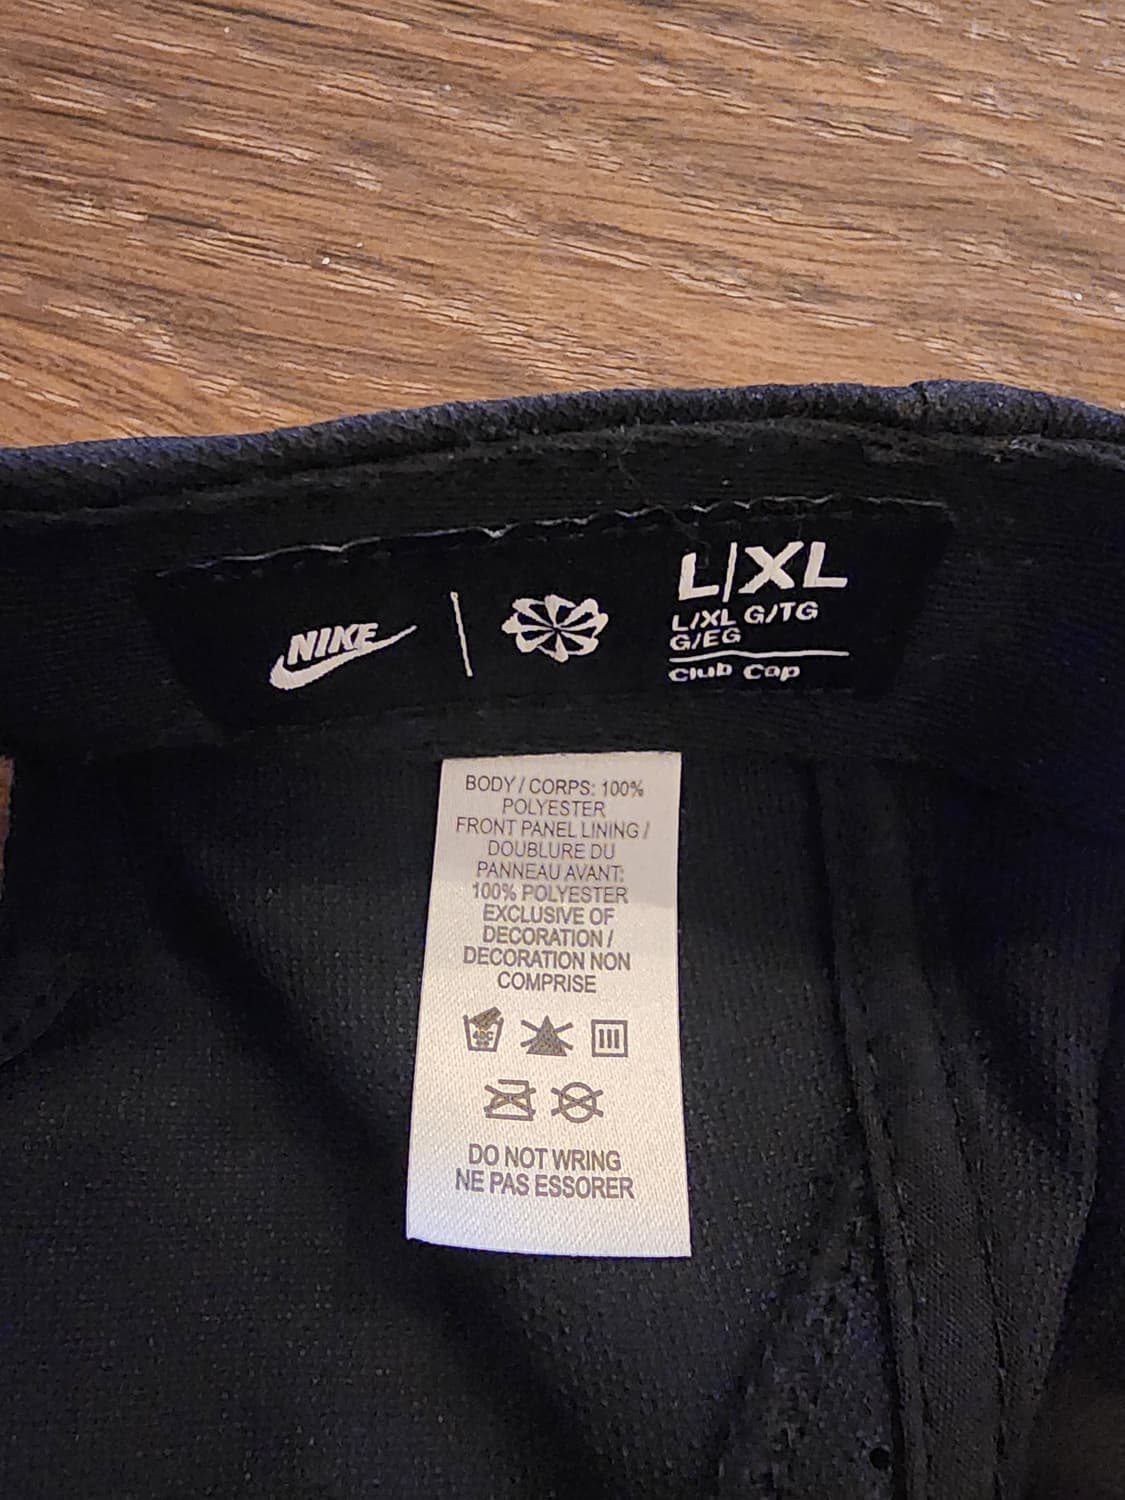 NIKE
L/XL
L/XL G/TG
G/EG
Club Cap
BODY / CORPS: 100%
POLYESTER
FRONT PANEL LINING /
DOUBLURE DU
PANNEAU AVANT:
100% POLYESTER
EXCLUSIVE OF
DECORATION /
DECORATION NON
COMPRISE
DO NOT WRING
NE PAS ESSORER